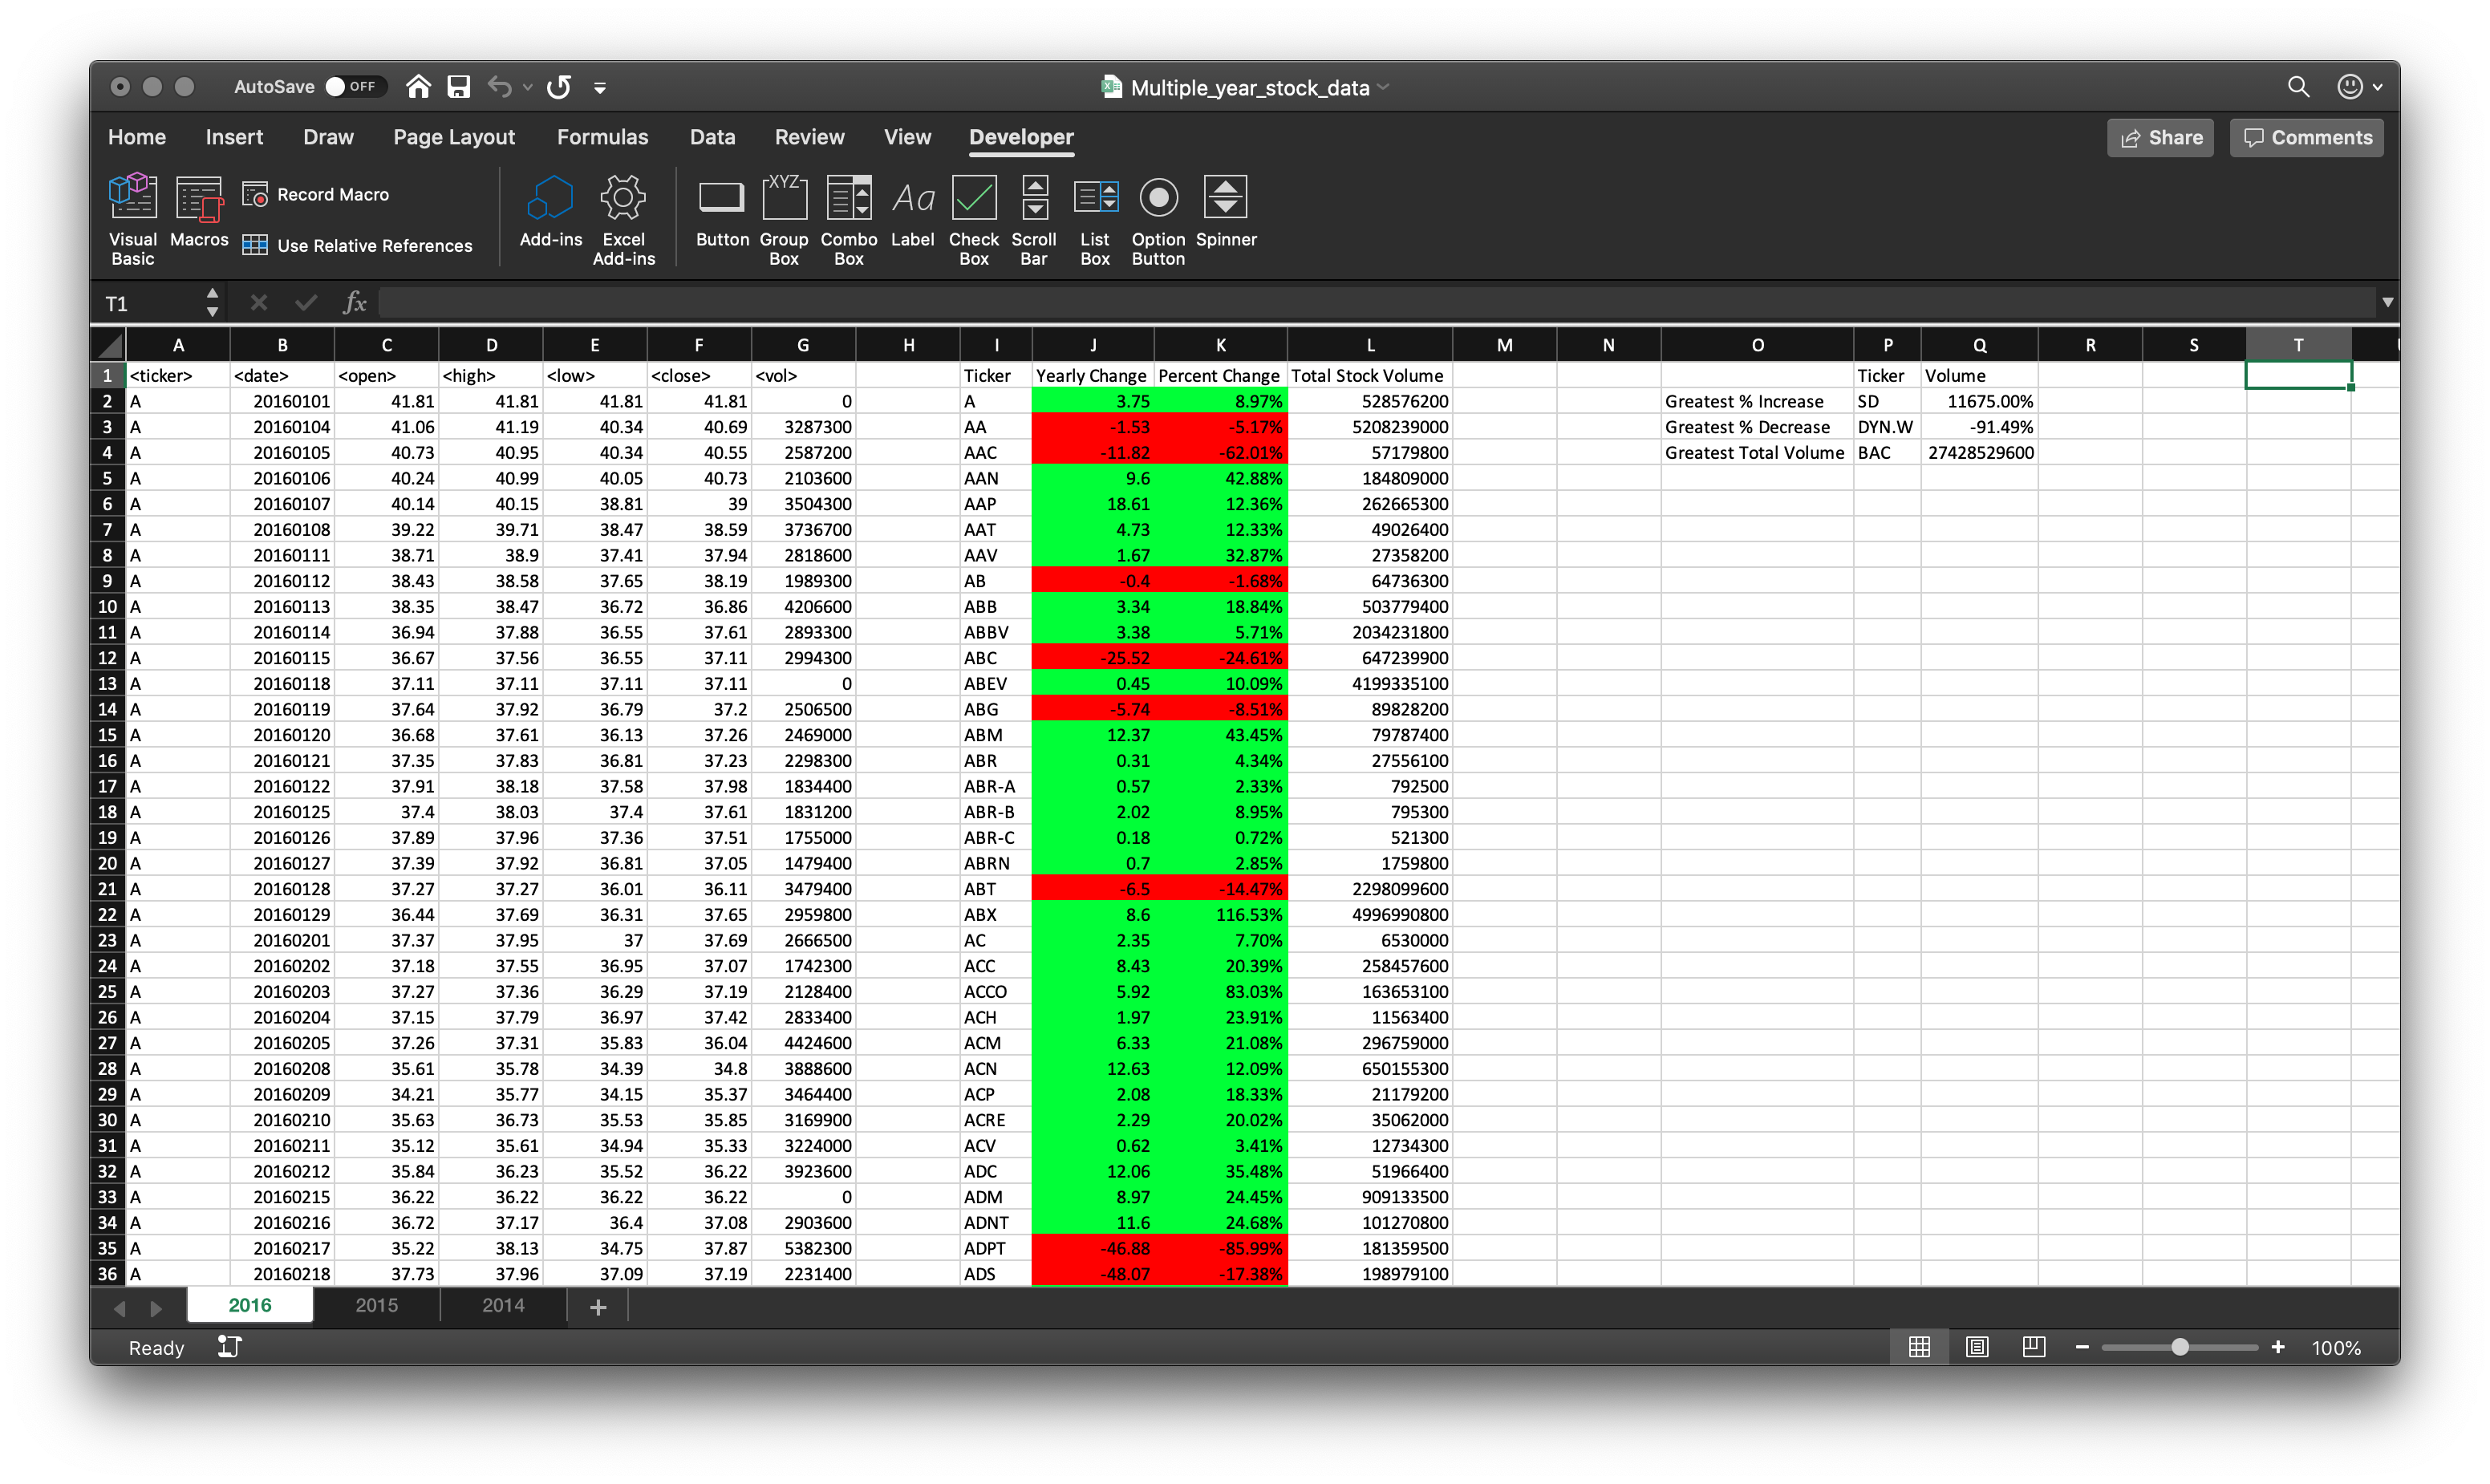 AutoSave OFF Multiple_year_stock_data
Home Insert Draw Page Layout Formulas Data Review View Developer Share Comments
Visual Basic Macros Record Macro Use Relative References Add-ins Excel Add-ins Button XYZ Group Box Combo Box Aa Label Check Box Scroll Bar List Box Option Button Spinner
T1 fx
A B C D E F G H I J K L M N O P Q R S T
1 <ticker> <date> <open> <high> <low> <close> <vol> Ticker Yearly Change Percent Change Total Stock Volume Ticker Volume
2 A 20160101 41.81 41.81 41.81 41.81 0 A 3.75 8.97% 528576200 Greatest % Increase SD 11675.00%
3 A 20160104 41.06 41.19 40.34 40.69 3287300 AA -1.53 -5.17% 5208239000 Greatest % Decrease DYN.W -91.49%
4 A 20160105 40.73 40.95 40.34 40.55 2587200 AAC -11.82 -62.01% 57179800 Greatest Total Volume BAC 27428529600
5 A 20160106 40.24 40.99 40.05 40.73 2103600 AAN 9.6 42.88% 184809000
6 A 20160107 40.14 40.15 38.81 39 3504300 AAP 18.61 12.36% 262665300
7 A 20160108 39.22 39.71 38.47 38.59 3736700 AAT 4.73 12.33% 49026400
8 A 20160111 38.71 38.9 37.41 37.94 2818600 AAV 1.67 32.87% 27358200
9 A 20160112 38.43 38.58 37.65 38.19 1989300 AB -0.4 -1.68% 64736300
10 A 20160113 38.35 38.47 36.72 36.86 4206600 ABB 3.34 18.84% 503779400
11 A 20160114 36.94 37.88 36.55 37.61 2893300 ABBV 3.38 5.71% 2034231800
12 A 20160115 36.67 37.56 36.55 37.11 2994300 ABC -25.52 -24.61% 647239900
13 A 20160118 37.11 37.11 37.11 37.11 0 ABEV 0.45 10.09% 4199335100
14 A 20160119 37.64 37.92 36.79 37.2 2506500 ABG -5.74 -8.51% 89828200
15 A 20160120 36.68 37.61 36.13 37.26 2469000 ABM 12.37 43.45% 79787400
16 A 20160121 37.35 37.83 36.81 37.23 2298300 ABR 0.31 4.34% 27556100
17 A 20160122 37.91 38.18 37.58 37.98 1834400 ABR-A 0.57 2.33% 792500
18 A 20160125 37.4 38.03 37.4 37.61 1831200 ABR-B 2.02 8.95% 795300
19 A 20160126 37.89 37.96 37.36 37.51 1755000 ABR-C 0.18 0.72% 521300
20 A 20160127 37.39 37.92 36.81 37.05 1479400 ABRN 0.7 2.85% 1759800
21 A 20160128 37.27 37.27 36.01 36.11 3479400 ABT -6.5 -14.47% 2298099600
22 A 20160129 36.44 37.69 36.31 37.65 2959800 ABX 8.6 116.53% 4996990800
23 A 20160201 37.37 37.95 37 37.69 2666500 AC 2.35 7.70% 6530000
24 A 20160202 37.18 37.55 36.95 37.07 1742300 ACC 8.43 20.39% 258457600
25 A 20160203 37.27 37.36 36.29 37.19 2128400 ACCO 5.92 83.03% 163653100
26 A 20160204 37.15 37.79 36.97 37.42 2833400 ACH 1.97 23.91% 11563400
27 A 20160205 37.26 37.31 35.83 36.04 4424600 ACM 6.33 21.08% 296759000
28 A 20160208 35.61 35.78 34.39 34.8 3888600 ACN 12.63 12.09% 650155300
29 A 20160209 34.21 35.77 34.15 35.37 3464400 ACP 2.08 18.33% 21179200
30 A 20160210 35.63 36.73 35.53 35.85 3169900 ACRE 2.29 20.02% 35062000
31 A 20160211 35.12 35.61 34.94 35.33 3224000 ACV 0.62 3.41% 12734300
32 A 20160212 35.84 36.23 35.52 36.22 3923600 ADC 12.06 35.48% 51966400
33 A 20160215 36.22 36.22 36.22 36.22 0 ADM 8.97 24.45% 909133500
34 A 20160216 36.72 37.17 36.4 37.08 2903600 ADNT 11.6 24.68% 101270800
35 A 20160217 35.22 38.13 34.75 37.87 5382300 ADPT -46.88 -85.99% 181359500
36 A 20160218 37.73 37.96 37.09 37.19 2231400 ADS -48.07 -17.38% 198979100
2016 2015 2014 +
Ready 100%